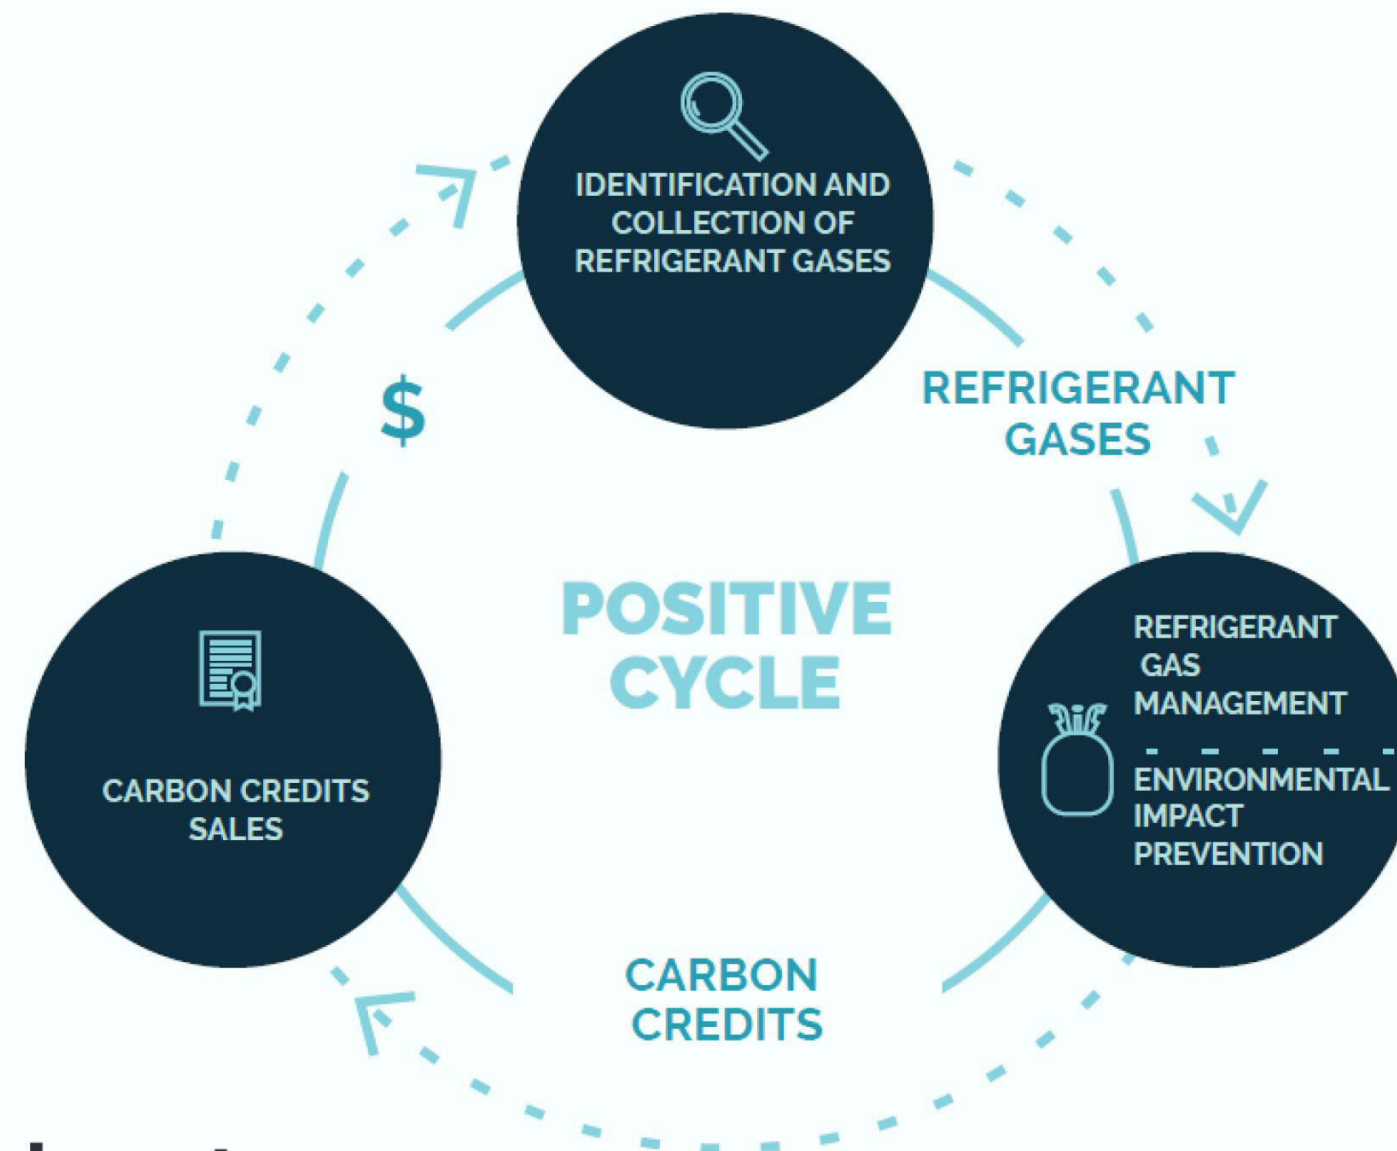 IDENTIFICATION AND
COLLECTION OF
REFRIGERANT GASES
$
REFRIGERANT
GASES
POSITIVE
CYCLE
REFRIGERANT
GAS
MANAGEMENT
ENVIRONMENTAL
IMPACT
PREVENTION
CARBON CREDITS
SALES
CARBON
CREDITS